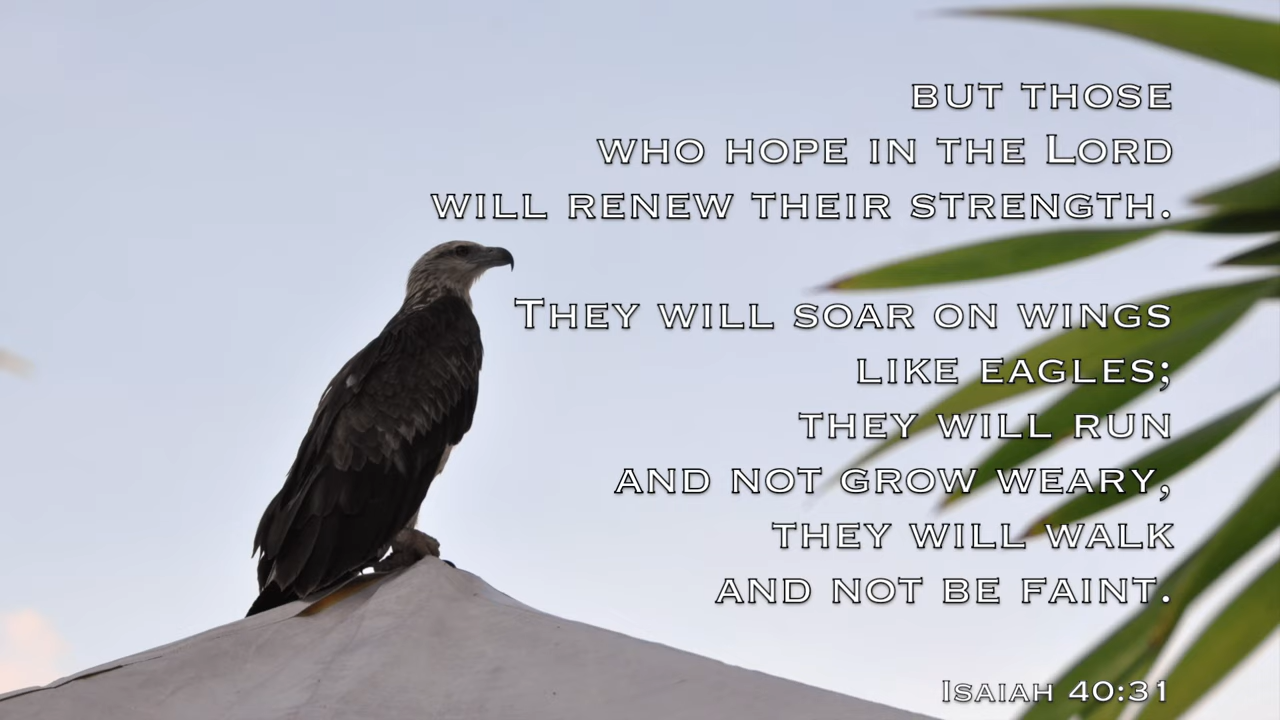 BUT THOSE
WHO HOPE IN THE LORD
WILL RENEW THEIR STRENGTH.
THEY WILL SOAR ON WINGS
LIKE EAGLES;
THEY WILL RUN
AND NOT GROW WEARY,
THEY WILL WALK
AND NOT BE FAINT.
ISAIAH 40:31